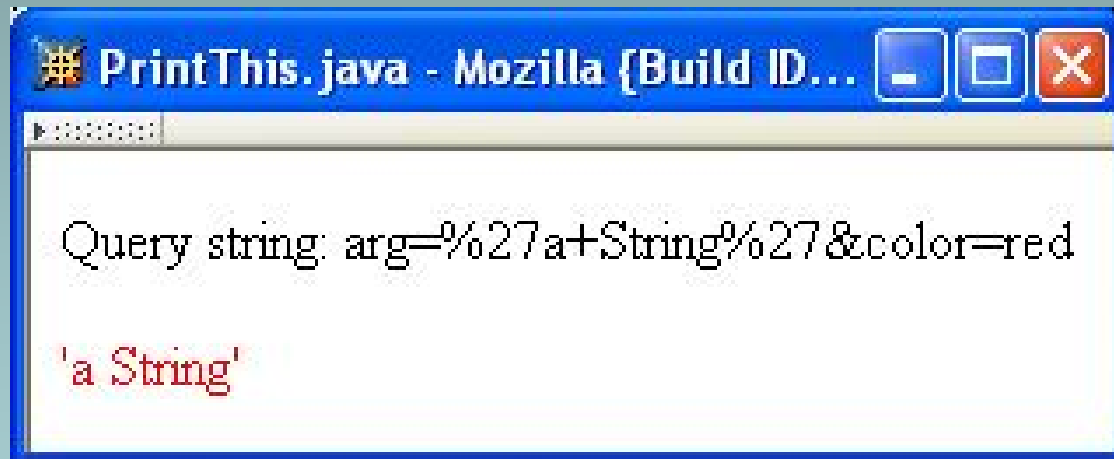 PrintThis.java - Mozilla {Build ID...
Query string: arg=%27a+String%27&color=red
'a String'